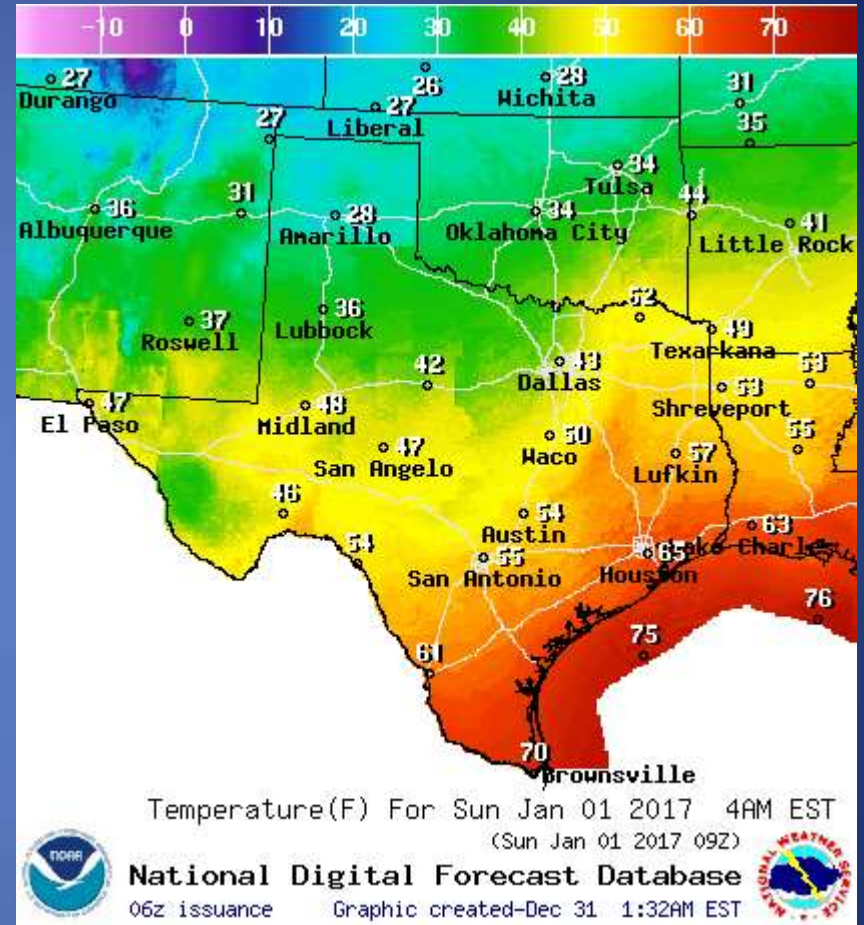 -10 0 10 20 30 40 50 60 70
27
Durango
26
28
Wichita
27
Liberal
31
27
35
34
Tulsa
36
Albuquerque
31
28
Amarillo
34
Oklahoma City
44
41
Little Rock
37
Roswell
36
Lubbock
52
49
Texarkana
43
Dallas
42
53
Shreveport
53
47
El Paso
48
Midland
47
San Angelo
50
Waco
57
Lufkin
55
46
54
Austin
54
55
San Antonio
65
Houston
63
Lake Charles
61
75
76
70
Brownsville
Temperature(F) For Sun Jan 01 2017 4AM EST
(Sun Jan 01 2017 09Z)
National Digital Forecast Database
06z issuance Graphic created-Dec 31 1:32AM EST
NOAA
NATIONAL WEATHER SERVICE